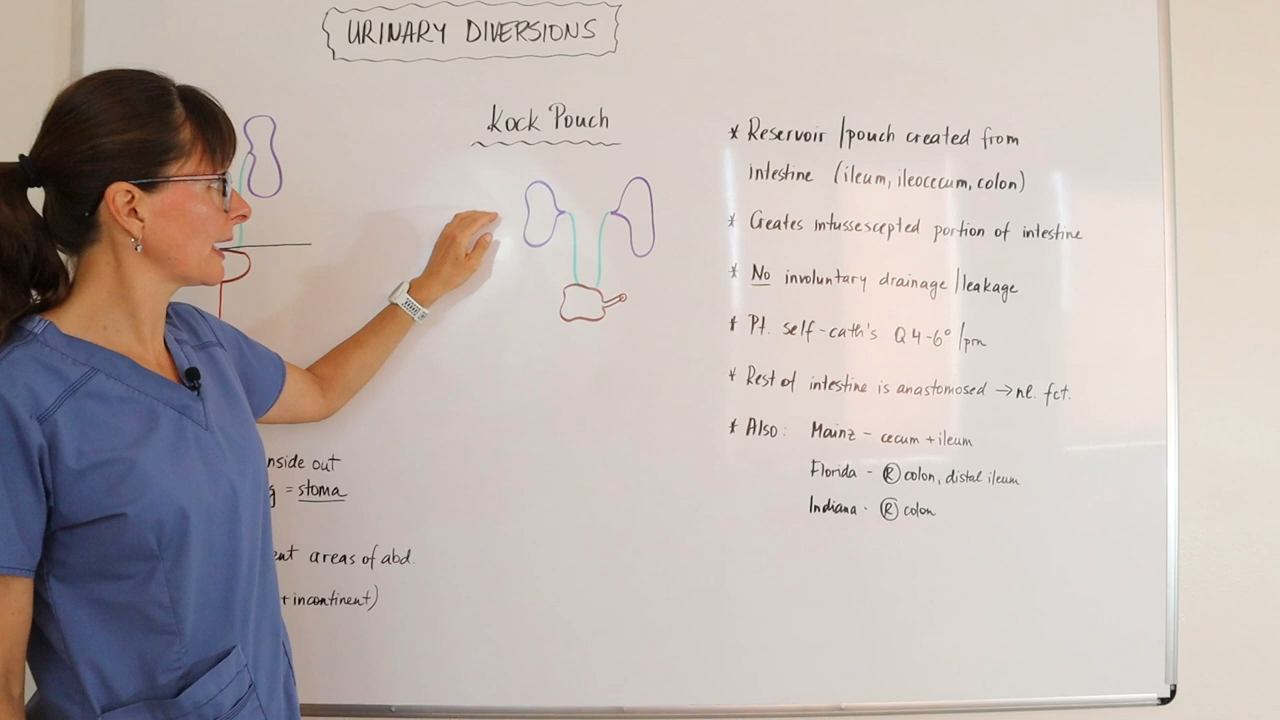 URINARY DIVERSIONS
Kock Pouch
* Reservoir /pouch created from
intestine (ileum, ileocecum, colon)
* Creates intussescepted portion of intestine
* No involuntary drainage/leakage
* Pt. self-cath's Q 4-6° /prn
* Rest of intestine is anastomosed → nl. fct.
* Also: Mainz - cecum + ileum
Florida - Ⓡ colon, distal ileum
Indiana - Ⓡ colon
nside out
= stoma
areas of abd.
+ incontinent)